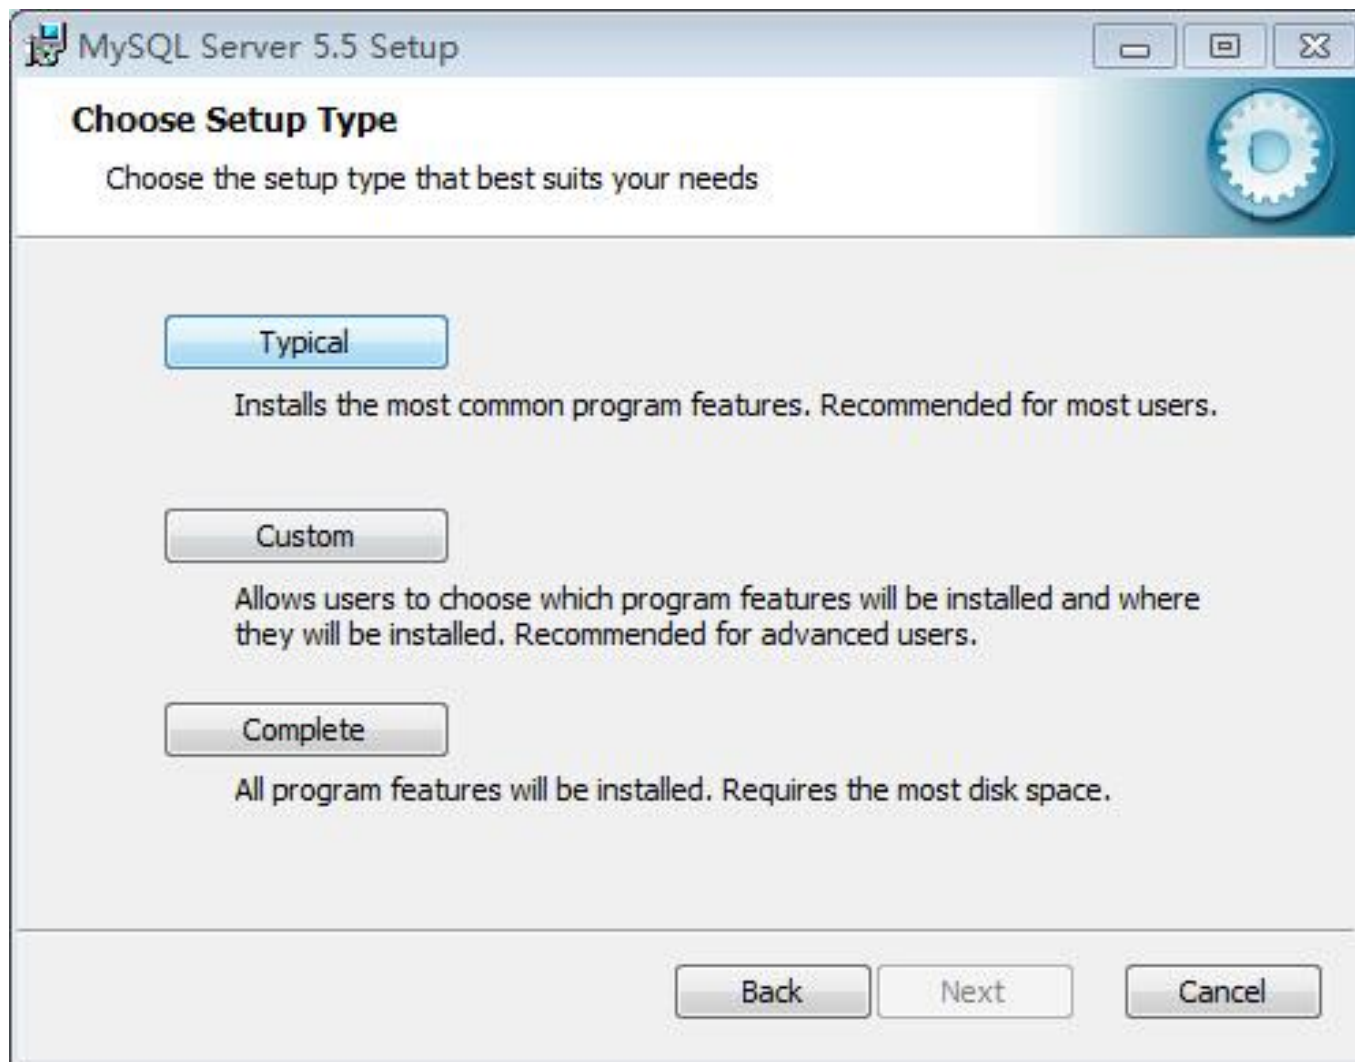 MySQL Server 5.5 Setup
Choose Setup Type
Choose the setup type that best suits your needs
Typical
Installs the most common program features. Recommended for most users.
Custom
Allows users to choose which program features will be installed and where
they will be installed. Recommended for advanced users.
Complete
All program features will be installed. Requires the most disk space.
Back
Next
Cancel